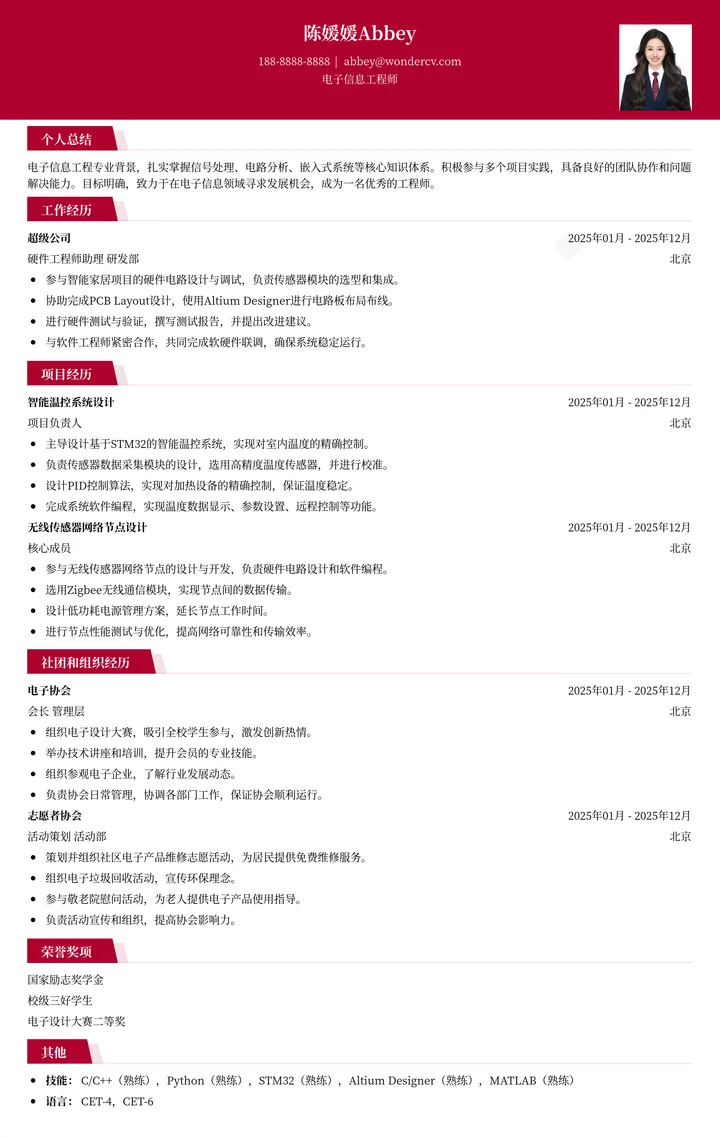 陈媛媛Abbey
188-8888-8888 | abbey@wondercv.com
电子信息工程师
个人总结
电子信息工程专业背景，扎实掌握信号处理、电路分析、嵌入式系统等核心知识体系。积极参与多个项目实践，具备良好的团队协作和问题
解决能力。目标明确，致力于在电子信息领域寻求发展机会，成为一名优秀的工程师。
工作经历
超级公司 2025年01月 - 2025年12月
硬件工程师助理 研发部 北京
• 参与智能家居项目的硬件电路设计与调试，负责传感器模块的选型和集成。
• 协助完成PCB Layout设计，使用Altium Designer进行电路板布局布线。
• 进行硬件测试与验证，撰写测试报告，并提出改进建议。
• 与软件工程师紧密合作，共同完成软硬件联调，确保系统稳定运行。
项目经历
智能温控系统设计 2025年01月 - 2025年12月
项目负责人 北京
• 主导设计基于STM32的智能温控系统，实现对室内温度的精确控制。
• 负责传感器数据采集模块的设计，选用高精度温度传感器，并进行校准。
• 设计PID控制算法，实现对加热设备的精确控制，保证温度稳定。
• 完成系统软件编程，实现温度数据显示、参数设置、远程控制等功能。
无线传感器网络节点设计 2025年01月 - 2025年12月
核心成员 北京
• 参与无线传感器网络节点的设计与开发，负责硬件电路设计和软件编程。
• 选用Zigbee无线通信模块，实现节点间的数据传输。
• 设计低功耗电源管理方案，延长节点工作时间。
• 进行节点性能测试与优化，提高网络可靠性和传输效率。
社团和组织经历
电子协会 2025年01月 - 2025年12月
会长 管理层 北京
• 组织电子设计大赛，吸引全校学生参与，激发创新热情。
• 举办技术讲座和培训，提升会员的专业技能。
• 组织参观电子企业，了解行业发展动态。
• 负责协会日常管理，协调各部门工作，保证协会顺利运行。
志愿者协会 2025年01月 - 2025年12月
活动策划 活动部 北京
• 策划并组织社区电子产品维修志愿活动，为居民提供免费维修服务。
• 组织电子垃圾回收活动，宣传环保理念。
• 参与敬老院慰问活动，为老人提供电子产品使用指导。
• 负责活动宣传和组织，提高协会影响力。
荣誉奖项
国家励志奖学金
校级三好学生
电子设计大赛二等奖
其他
• 技能： C/C++（熟练），Python（熟练），STM32（熟练），Altium Designer（熟练），MATLAB（熟练）
• 语言： CET-4，CET-6